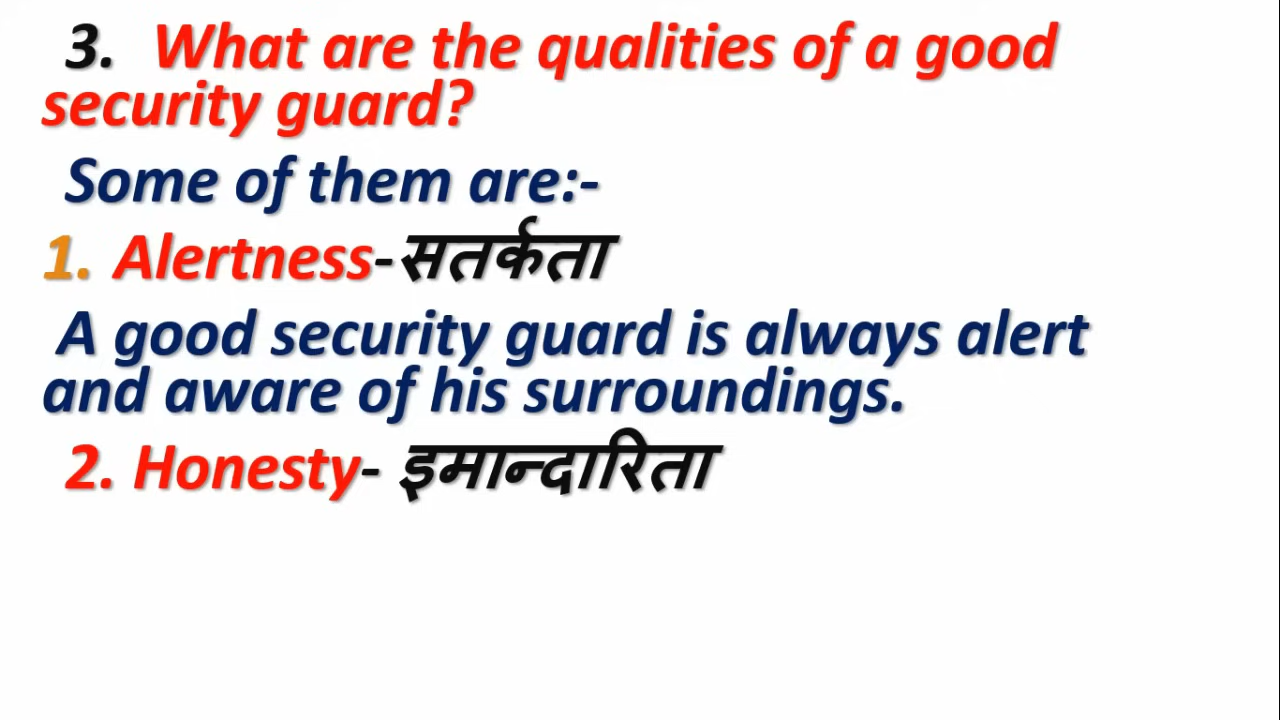 3. What are the qualities of a good
security guard?
Some of them are:-
1. Alertness-सतर्कता
A good security guard is always alert
and aware of his surroundings.
2. Honesty- इमान्दारिता